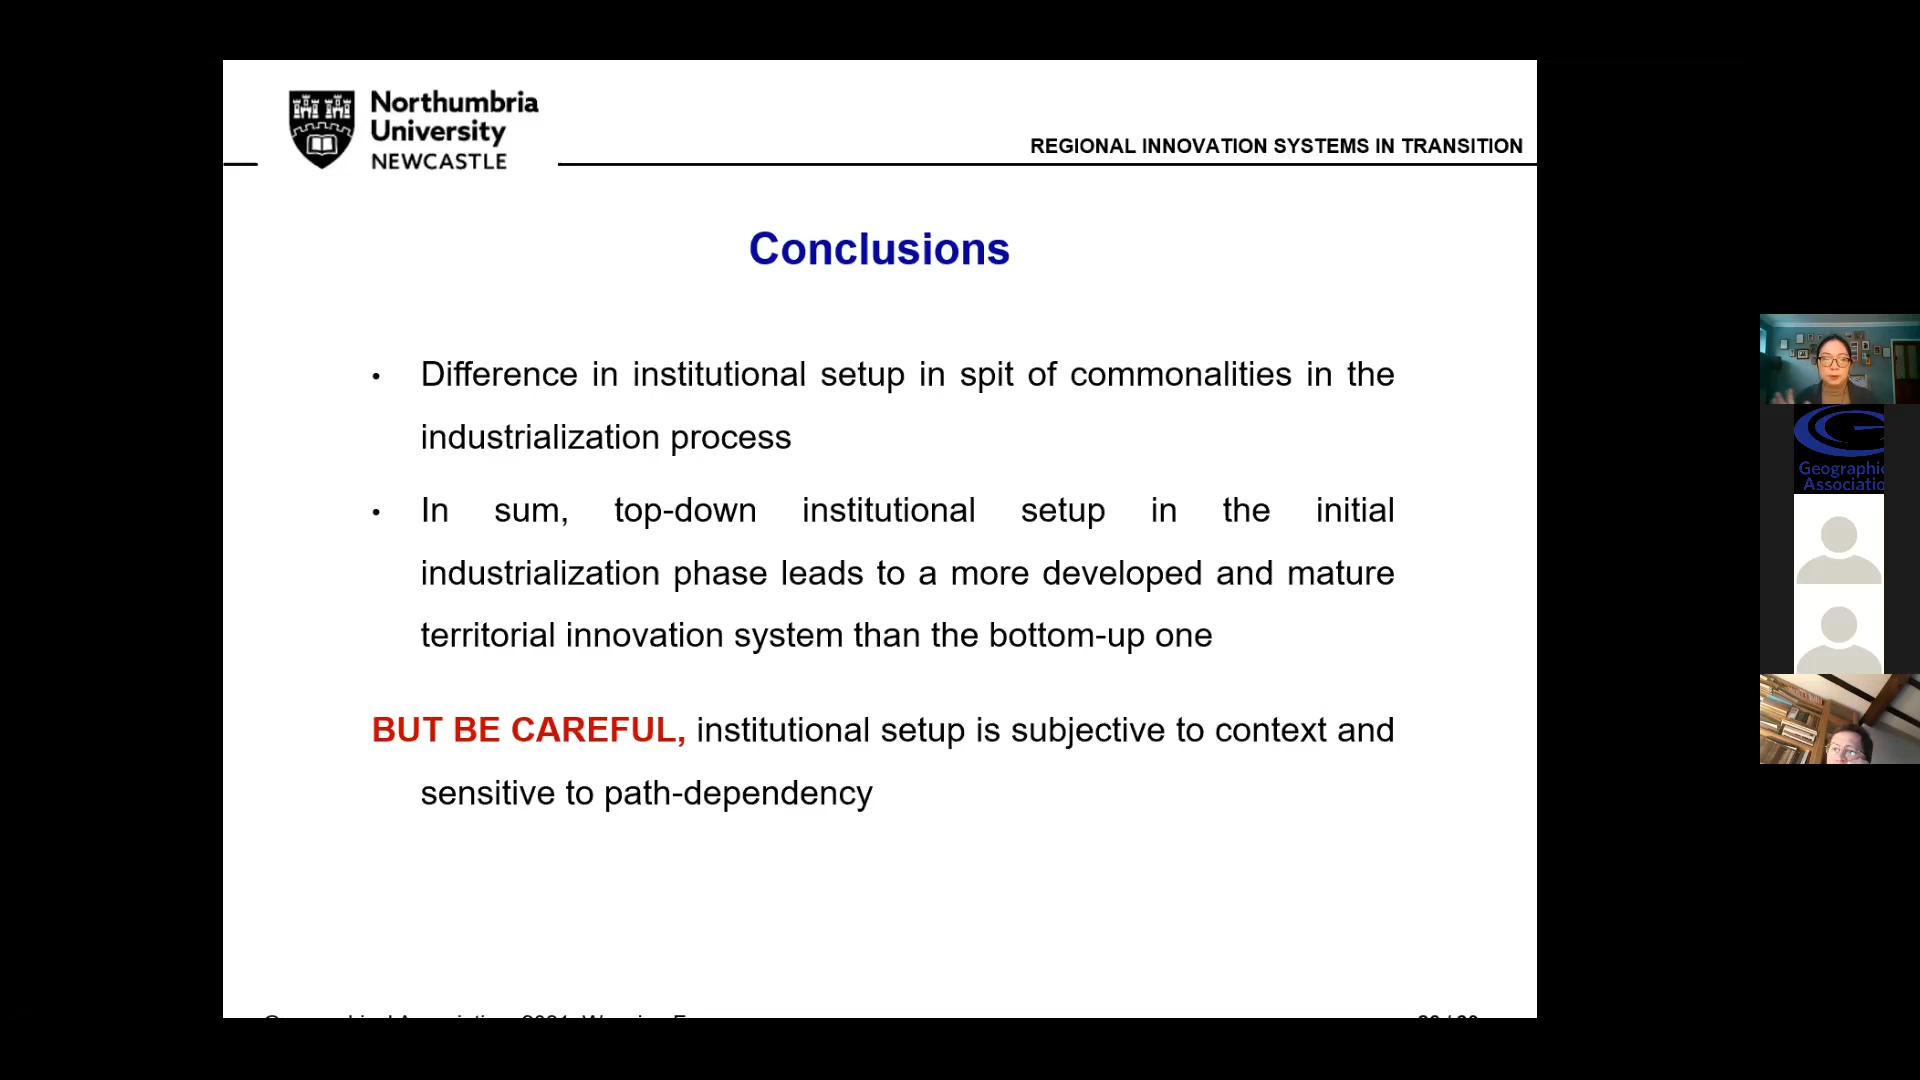 Northumbria
University
NEWCASTLE
REGIONAL INNOVATION SYSTEMS IN TRANSITION
Conclusions
• Difference in institutional setup in spit of commonalities in the
industrialization process
• In sum, top-down institutional setup in the initial
industrialization phase leads to a more developed and mature
territorial innovation system than the bottom-up one
BUT BE CAREFUL, institutional setup is subjective to context and
sensitive to path-dependency
Geographic
Associatio